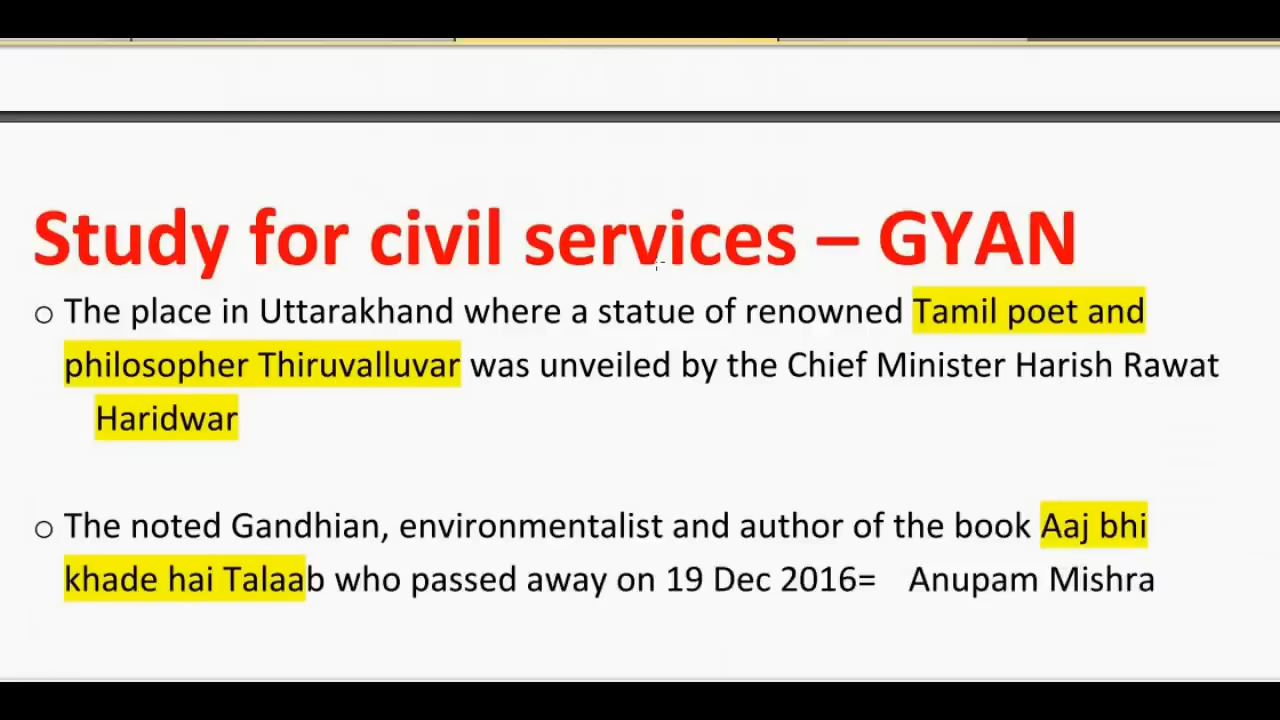 Study for civil services – GYAN
○ The place in Uttarakhand where a statue of renowned Tamil poet and
philosopher Thiruvalluvar was unveiled by the Chief Minister Harish Rawat
Haridwar
○ The noted Gandhian, environmentalist and author of the book Aaj bhi
khade hai Talaab who passed away on 19 Dec 2016= Anupam Mishra